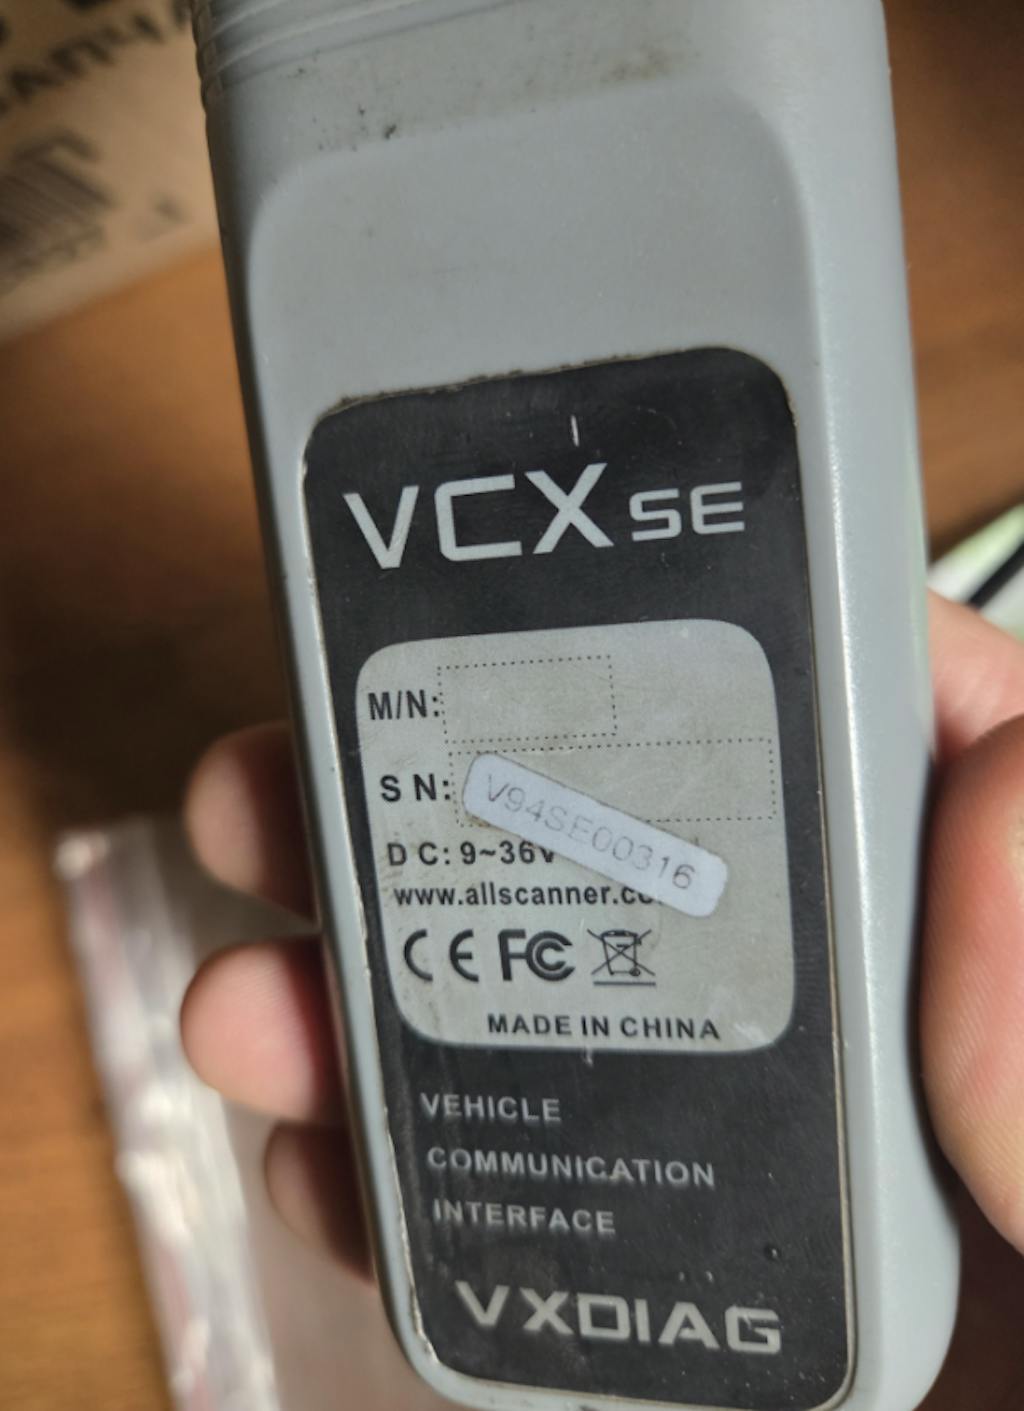 VCX SE
M/N:
S N:
V94SE00316
D C: 9~36V
www.allscanner.co
CE FC
MADE IN CHINA
VEHICLE
COMMUNICATION
INTERFACE
VXDIAG